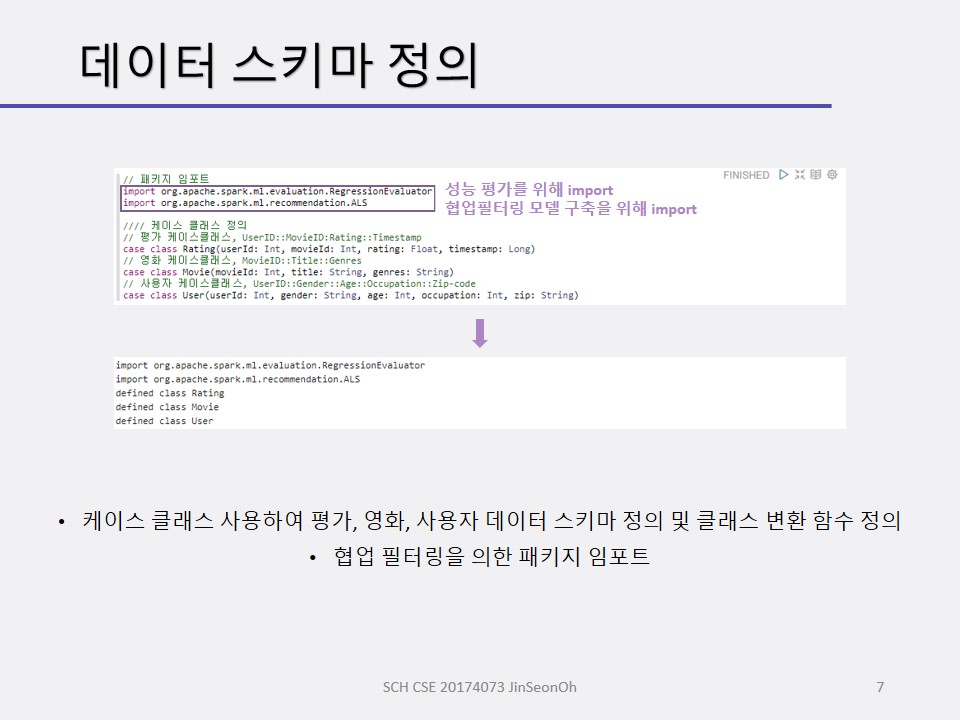 데이터 스키마 정의
// 패키지 임포트
FINISHED
import org.apache.spark.ml.evaluation.RegressionEvaluator
성능 평가를 위해 import
import org.apache.spark.ml.recommendation.ALS
협업필터링 모델 구축을 위해 import
//// 케이스 클래스 정의
// 평가 케이스클래스, UserID::MovieID:Rating::Timestamp
case class Rating(userId: Int, movieId: Int, rating: Float, timestamp: Long)
// 영화 케이스클래스, MovieID::Title::Genres
case class Movie(movieId: Int, title: String, genres: String)
// 사용자 케이스클래스, UserID::Gender::Age::Occupation::Zip-code
case class User(userId: Int, gender: String, age: Int, occupation: Int, zip: String)
import org.apache.spark.ml.evaluation.RegressionEvaluator
import org.apache.spark.ml.recommendation.ALS
defined class Rating
defined class Movie
defined class User
• 케이스 클래스 사용하여 평가, 영화, 사용자 데이터 스키마 정의 및 클래스 변환 함수 정의
• 협업 필터링을 의한 패키지 임포트
SCH CSE 20174073 JinSeonOh
7